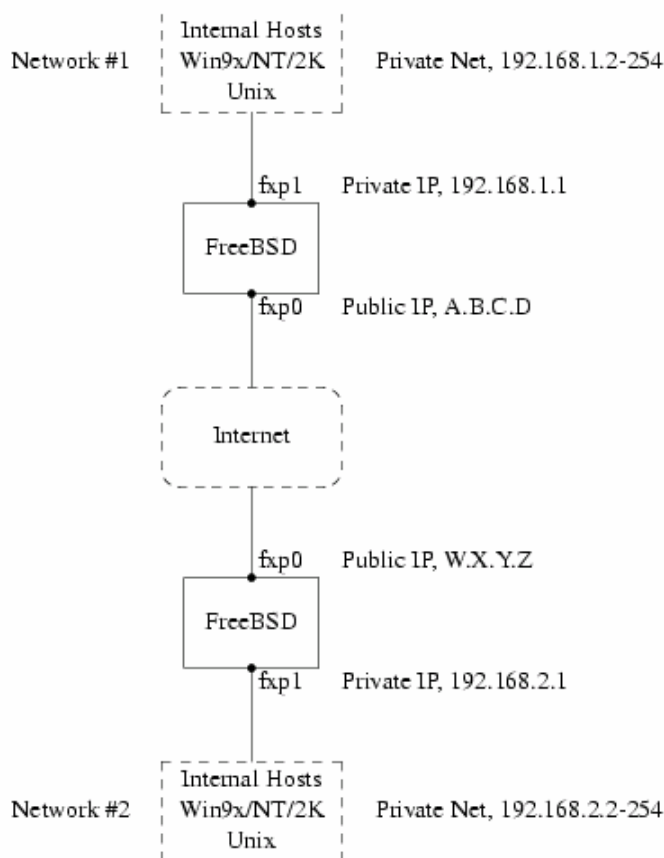 Internal Hosts
Network #1 Win9x/NT/2K Private Net, 192.168.1.2-254
Unix
fxp1 Private IP, 192.168.1.1
FreeBSD
fxp0 Public IP, A.B.C.D
Internet
fxp0 Public IP, W.X.Y.Z
FreeBSD
fxp1 Private IP, 192.168.2.1
Internal Hosts
Network #2 Win9x/NT/2K Private Net, 192.168.2.2-254
Unix